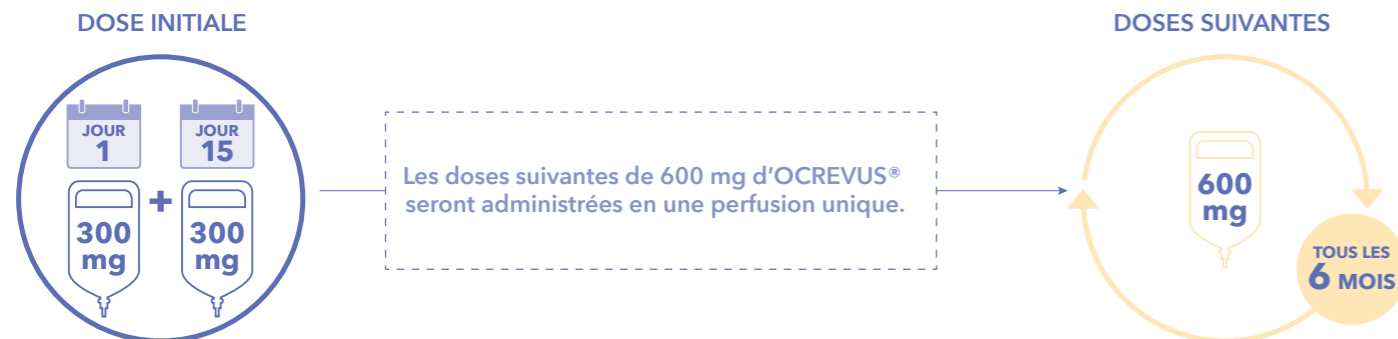 DOSE INITIALE
JOUR
1
JOUR
15
300
mg
+
300
mg
Les doses suivantes de 600 mg d’OCREVUS®
seront administrées en une perfusion unique.
DOSES SUIVANTES
600
mg
TOUS LES
6 MOIS